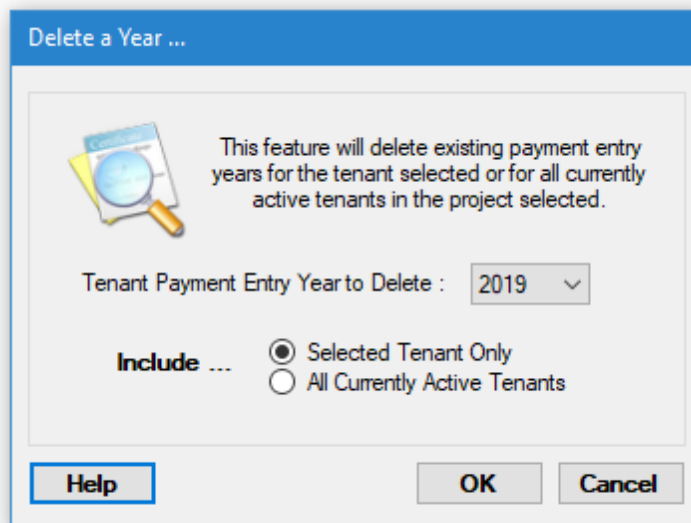 Delete a Year ...
Certificate
This feature will delete existing payment entry
years for the tenant selected or for all currently
active tenants in the project selected.
Tenant Payment Entry Year to Delete :
2019
Include ...
Selected Tenant Only
All Currently Active Tenants
Help
OK
Cancel